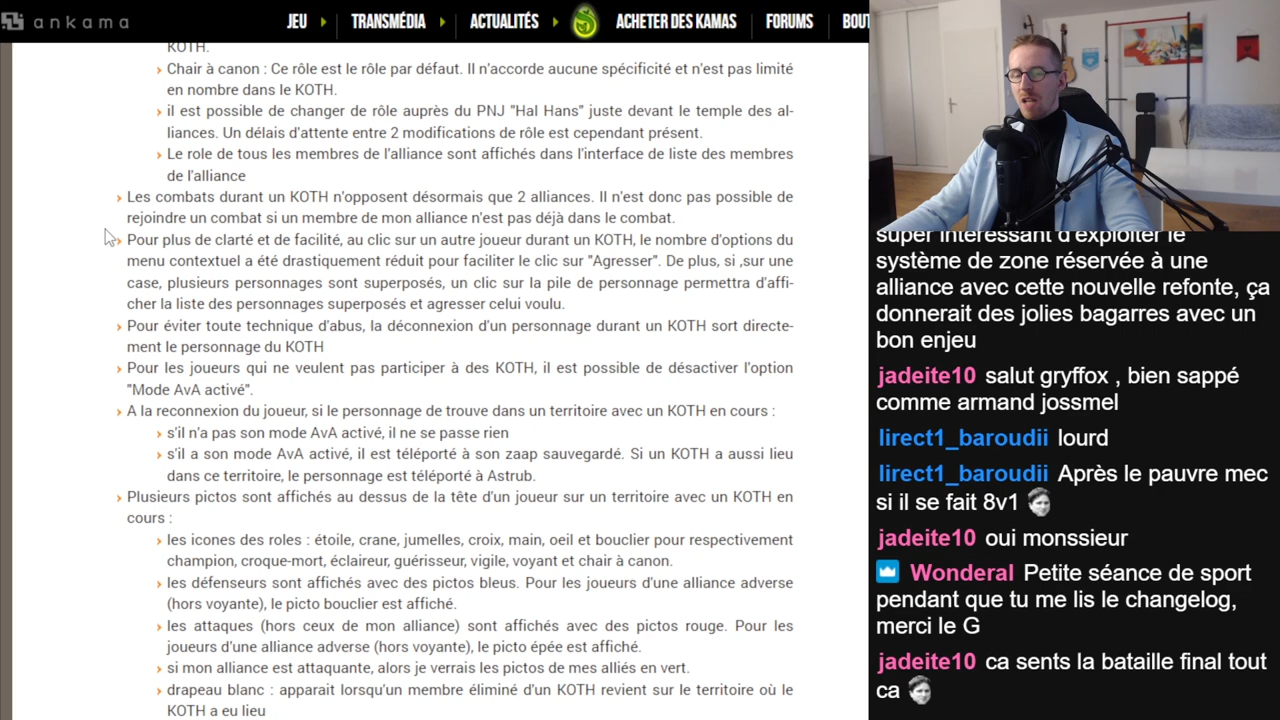 ankama
JEU
TRANSMÉDIA
ACTUALITÉS
ACHETER DES KAMAS
FORUMS
BOUT
KOTH.
Chair à canon : Ce rôle est le rôle par défaut. Il n'accorde aucune spécificité et n'est pas limité
en nombre dans le KOTH.
il est possible de changer de rôle auprès du PNJ "Hal Hans" juste devant le temple des al-
liances. Un délais d'attente entre 2 modifications de rôle est cependant présent.
Le role de tous les membres de l'alliance sont affichés dans l'interface de liste des membres
de l'alliance
Les combats durant un KOTH n'opposent désormais que 2 alliances. Il n'est donc pas possible de
rejoindre un combat si un membre de mon alliance n'est pas déjà dans le combat.
Pour plus de clarté et de facilité, au clic sur un autre joueur durant un KOTH, le nombre d'options du
menu contextuel a été drastiquement réduit pour faciliter le clic sur "Agresser". De plus, si ,sur une
case, plusieurs personnages sont superposés, un clic sur la pile de personnage permettra d'affi-
cher la liste des personnages superposés et agresser celui voulu.
Pour éviter toute technique d'abus, la déconnexion d'un personnage durant un KOTH sort directe-
ment le personnage du KOTH
Pour les joueurs qui ne veulent pas participer à des KOTH, il est possible de désactiver l'option
"Mode AvA activé".
A la reconnexion du joueur, si le personnage de trouve dans un territoire avec un KOTH en cours :
s'il n'a pas son mode AvA activé, il ne se passe rien
s'il a son mode AvA activé, il est téléporté à son zaap sauvegardé. Si un KOTH a aussi lieu
dans ce territoire, le personnage est téléporté à Astrub.
Plusieurs pictos sont affichés au dessus de la tête d'un joueur sur un territoire avec un KOTH en
cours :
les icones des roles : étoile, crane, jumelles, croix, main, oeil et bouclier pour respectivement
champion, croque-mort, éclaireur, guérisseur, vigile, voyant et chair à canon.
les défenseurs sont affichés avec des pictos bleus. Pour les joueurs d'une alliance adverse
(hors voyante), le picto bouclier est affiché.
les attaques (hors ceux de mon alliance) sont affichés avec des pictos rouge. Pour les
joueurs d'une alliance adverse (hors voyante), le picto épée est affiché.
si mon alliance est attaquante, alors je verrais les pictos de mes alliés en vert.
drapeau blanc : apparait lorsqu'un membre éliminé d'un KOTH revient sur le territoire où le
KOTH a eu lieu
super intéressant d'exploiter le
système de zone réservée à une
alliance avec cette nouvelle refonte, ça
donnerait des jolies bagarres avec un
bon enjeu
jadeite10 salut gryffox , bien sappé
comme armand jossmel
lirect1_baroudii lourd
lirect1_baroudii Après le pauvre mec
si il se fait 8v1
jadeite10 oui monssieur
Wonderal Petite séance de sport
pendant que tu me lis le changelog,
merci le G
jadeite10 ca sents la bataille final tout
ca